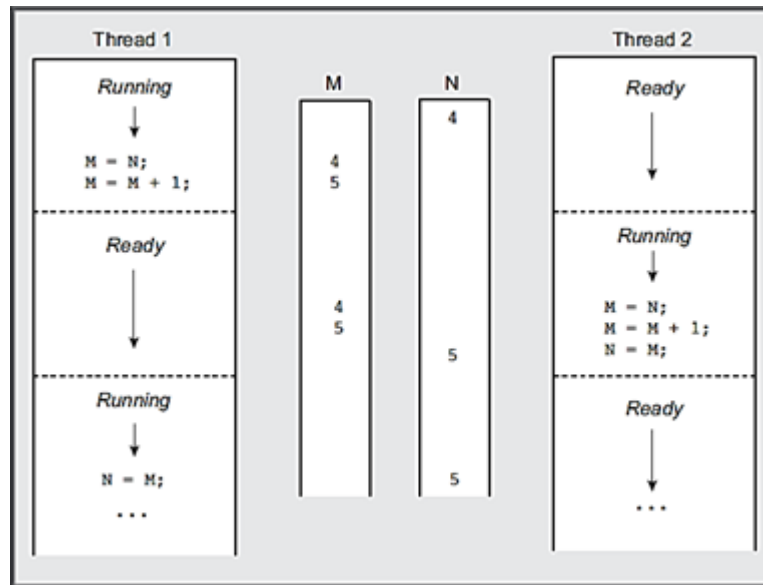 Thread 1
Running
M = N;
M = M + 1;
Ready
Running
N = M;
...
M
4
5
4
5
N
4
5
5
Thread 2
Ready
Running
M = N;
M = M + 1;
N = M;
Ready
...